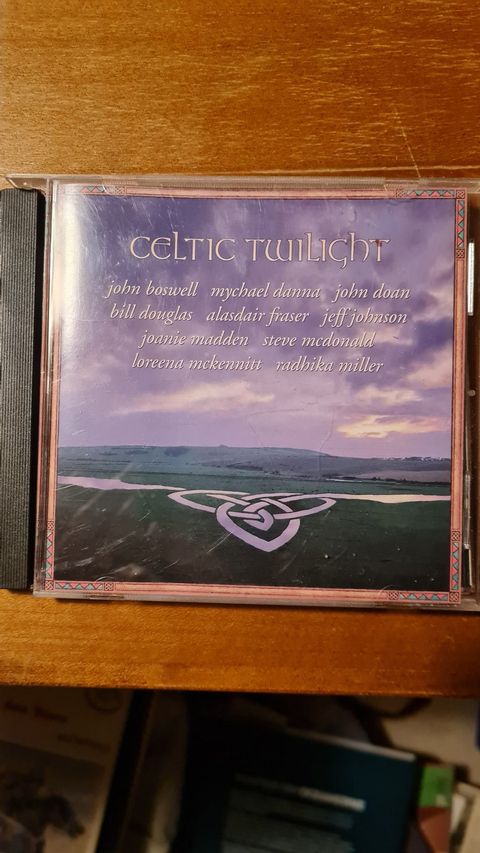 CELTIC TWILIGHT
john boswell mychael danna john doan
bill douglas alasdair fraser jeff johnson
joanie madden steve mcdonald
loreena mckennitt radhika miller